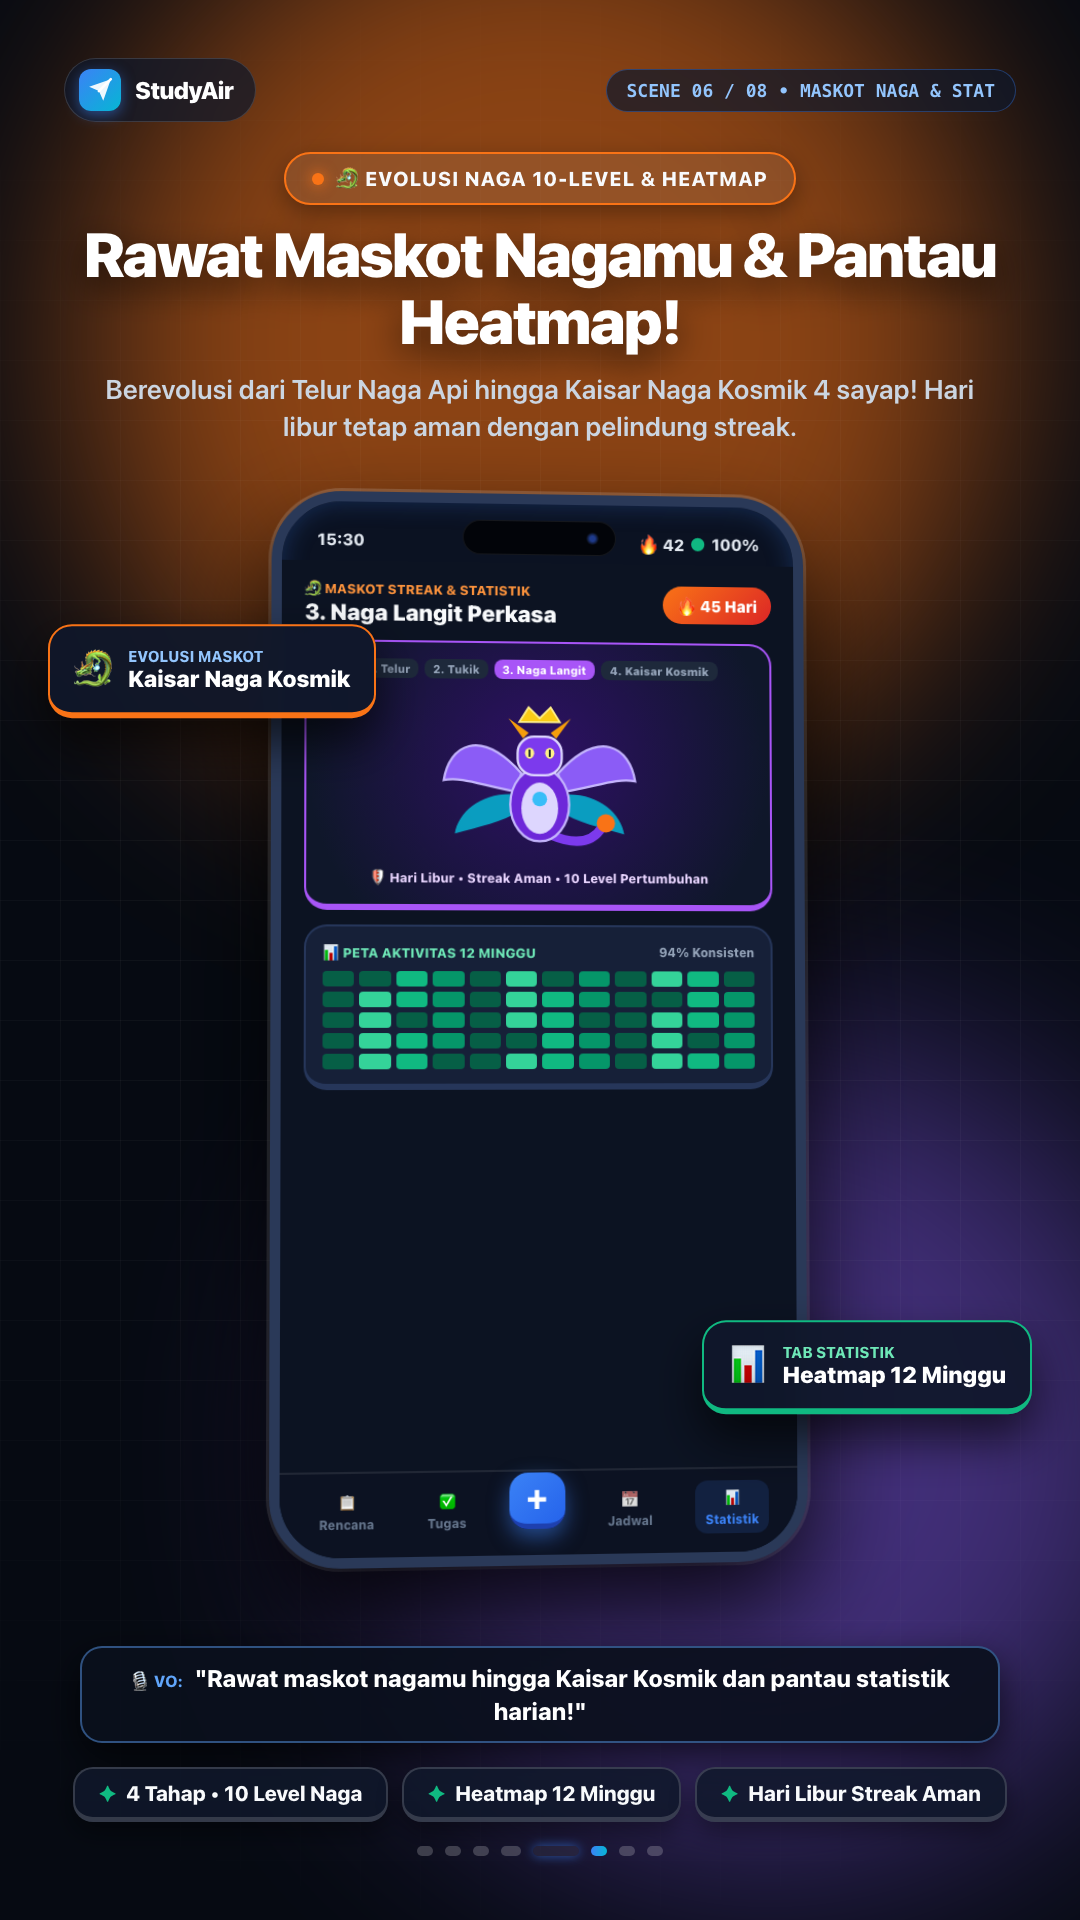 StudyAir
SCENE 06 / 08 • MASKOT NAGA & STAT
EVOLUSI NAGA 10-LEVEL & HEATMAP
Rawat Maskot Nagamu & Pantau
Heatmap!
Berevolusi dari Telur Naga Api hingga Kaisar Naga Kosmik 4 sayap! Hari
libur tetap aman dengan pelindung streak.
15:30
42
100%
MASKOT STREAK & STATISTIK
3. Naga Langit Perkasa
45 Hari
EVOLUSI MASKOT
Kaisar Naga Kosmik
Telur
2. Tukik
3. Naga Langit
4. Kaisar Kosmik
Hari Libur • Streak Aman • 10 Level Pertumbuhan
PETA AKTIVITAS 12 MINGGU
94% Konsisten
TAB STATISTIK
Heatmap 12 Minggu
Rencana
Tugas
+
Jadwal
Statistik
VO: "Rawat maskot nagamu hingga Kaisar Kosmik dan pantau statistik
harian!"
4 Tahap • 10 Level Naga
Heatmap 12 Minggu
Hari Libur Streak Aman